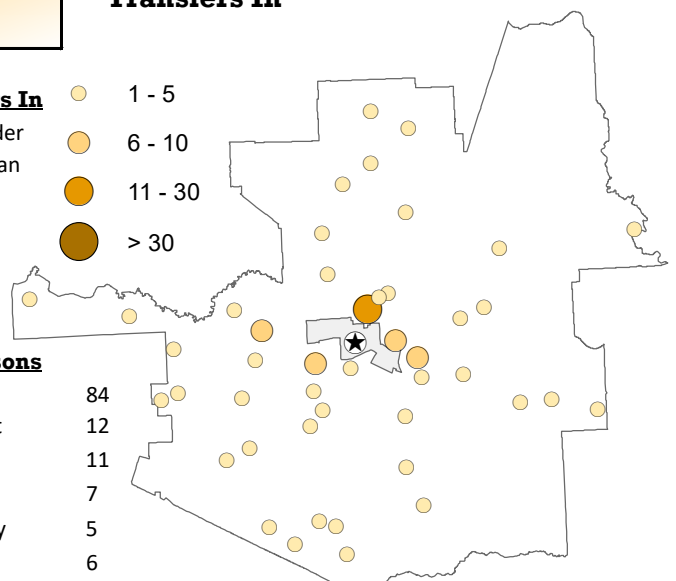 Transfers In
s In
der
an
1 - 5
6 - 10
11 - 30
> 30
sons
84
t 12
11
7
y 5
6